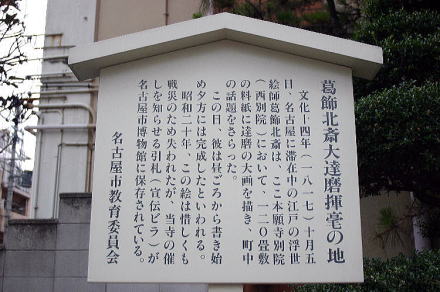 葛飾北斎大達磨揮毫の地
文化十四年（一八一七）十月五
日、名古屋に滞在中の江戸の浮世
絵師葛飾北斎は、ここ本願寺別院
（西別院）において、一二〇畳敷
の料紙に達磨の大画を描き、町中
の話題をさらった。
この日、彼は昼ごろから書き始
め夕方には完成したといわれる。
昭和二十年、この絵は惜しくも
戦災のため失われたが、当寺の催
しを知らせる引札（宣伝ビラ）が
名古屋市博物館に保存されている。
名古屋市教育委員会